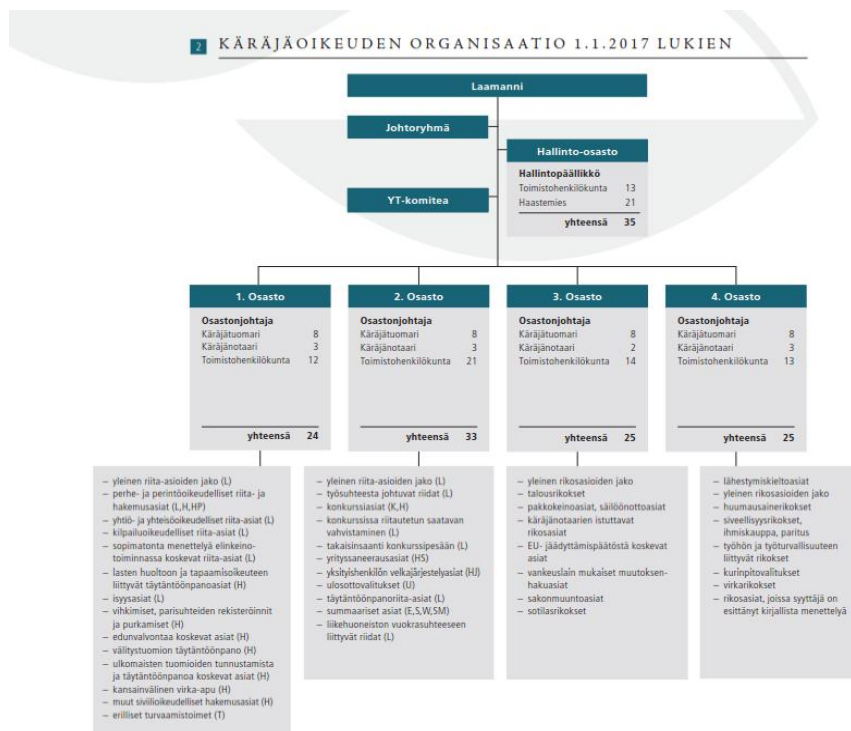 2 KÄRÄJÄOIKEUDEN ORGANISAATIO 1.1.2017 LUKIEN
Laamanni
Johtoryhmä
Hallinto-osasto
Hallintopäällikkö
Toimistohenkilökunta 13
Haastemies 21
yhteensä 35
YT-komitea
1. Osasto
Osastonjohtaja
Käräjätuomari 8
Käräjänotaari 3
Toimistohenkilökunta 12
yhteensä 24
– yleinen riita-asioiden jako (L)
– perhe- ja perintöoikeudelliset riita- ja
hakemusasiat (L,H,HP)
– yhtiö- ja yhteisöoikeudelliset riita-asiat (L)
– kilpailuoikeudelliset riita-asiat (L)
– sopimatonta menettelyä elinkeino-
toiminnassa koskevat riita-asiat (L)
– lasten huoltoon ja tapaamisoikeuteen
liittyvät täytäntöönpanoasiat (H)
– isyysasiat (L)
– vihkimiset, parisuhteiden rekisteröinnit
ja purkamiset (H)
– edunvalvontaa koskevat asiat (H)
– välitystuomion täytäntöönpano (H)
– ulkomaisten tuomioiden tunnustamista
ja täytäntöönpanoa koskevat asiat (H)
– kansainvälinen virka-apu (H)
– muut siviilioikeudelliset hakemusasiat (H)
– erilliset turvaamistoimet (T)
2. Osasto
Osastonjohtaja
Käräjätuomari 8
Käräjänotaari 3
Toimistohenkilökunta 21
yhteensä 33
– yleinen riita-asioiden jako (L)
– työsuhteesta johtuvat riidat (L)
– konkurssiasiat (K,H)
– konkurssissa riitautetun saatavan
vahvistaminen (L)
– takaisinsaanti konkurssipesään (L)
– yrityssaneerausasiat (HS)
– yksityishenkilön velkajärjestelyasiat (HJ)
– ulosottovalitukset (U)
– täytäntöönpanoriita-asiat (L)
– summaariset asiat (E,S,W,SM)
– liikehuoneiston vuokrasuhteeseen
liittyvät riidat (L)
3. Osasto
Osastonjohtaja
Käräjätuomari 8
Käräjänotaari 2
Toimistohenkilökunta 14
yhteensä 25
– yleinen rikosasioiden jako
– talousrikokset
– pakkokeinoasiat, säilöönottoasiat
– käräjänotaarien istuttavat
rikosasiat
– EU- jäädyttämispäätöstä koskevat
asiat
– vankeuslain mukaiset muutoksen-
hakuasiat
– sakonmuuntoasiat
– sotilasrikokset
4. Osasto
Osastonjohtaja
Käräjätuomari 8
Käräjänotaari 3
Toimistohenkilökunta 13
yhteensä 25
– lähestymiskieltoasiat
– yleinen rikosasioiden jako
– huumausainerikokset
– siveellisyysrikokset,
ihmiskauppa, paritus
– työhön ja työturvallisuuteen
liittyvät rikokset
– kurinpitovalitukset
– virkarikokset
– rikosasiat, joissa syyttäjä on
esittänyt kirjallista menettelyä